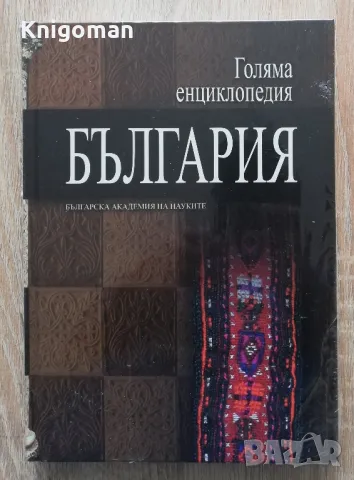 Knigoman
Голяма
енциклопедия
БЪЛГАРИЯ
БЪЛГАРСКА АКАДЕМИЯ НА НАУКИТЕ
BAZAR